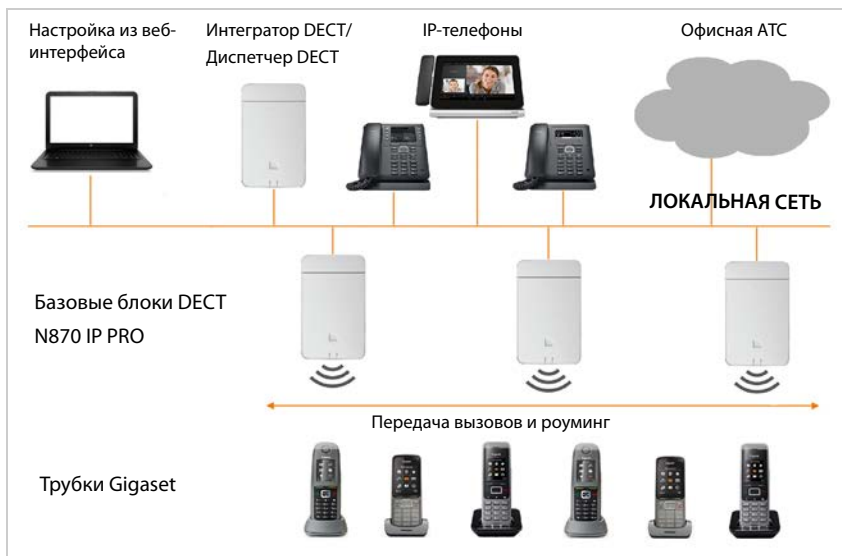 Настройка из веб-
интерфейса
Интегратор DECT/
Диспетчер DECT
IP-телефоны
Офисная АТС
ЛОКАЛЬНАЯ СЕТЬ
Базовые блоки DECT
N870 IP PRO
Передача вызовов и роуминг
Трубки Gigaset